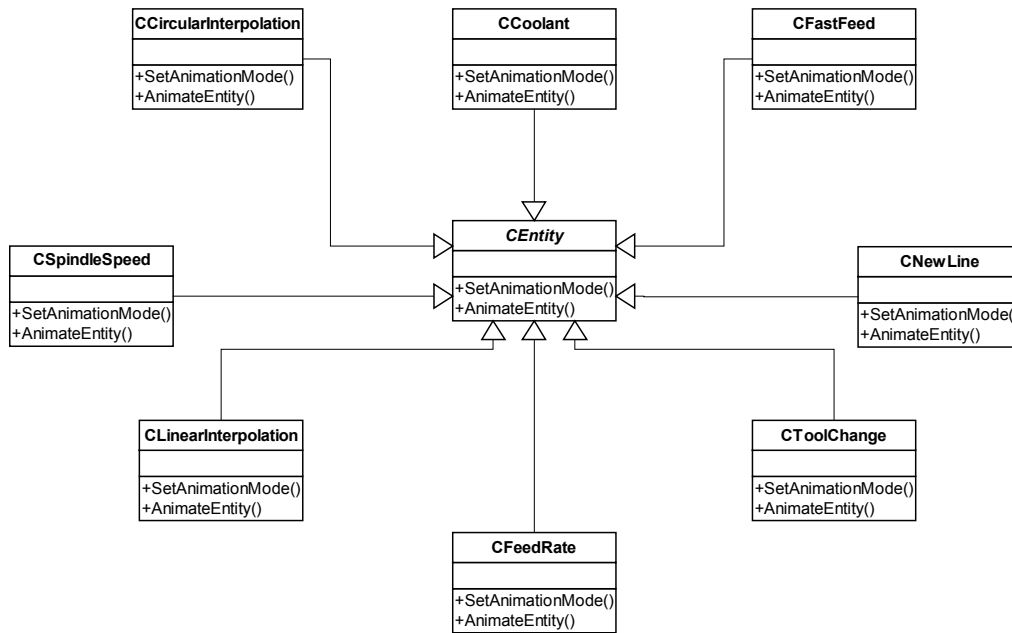 CCircularInterpolation
+SetAnimationMode()
+AnimateEntity()
CCoolant
+SetAnimationMode()
+AnimateEntity()
CFastFeed
+SetAnimationMode()
+AnimateEntity()
CSpindleSpeed
+SetAnimationMode()
+AnimateEntity()
CEntity
+SetAnimationMode()
+AnimateEntity()
CNewLine
+SetAnimationMode()
+AnimateEntity()
CLinearInterpolation
+SetAnimationMode()
+AnimateEntity()
CFeedRate
+SetAnimationMode()
+AnimateEntity()
CToolChange
+SetAnimationMode()
+AnimateEntity()